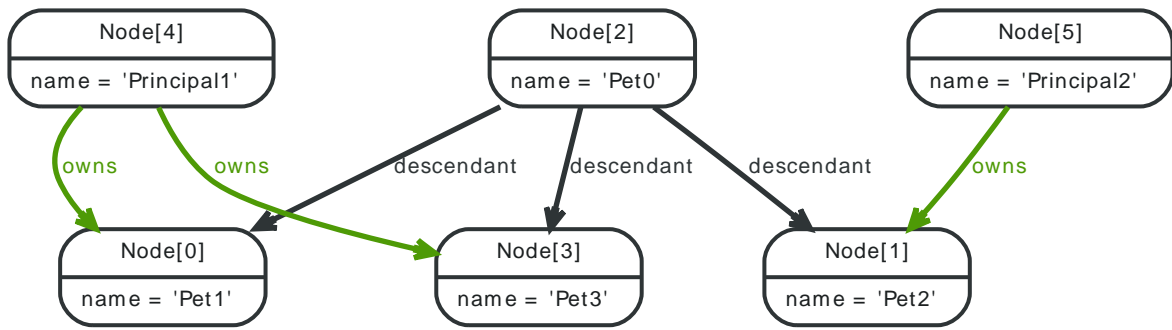 Node[4]
name = 'Principal1'
Node[2]
name = 'Pet0'
Node[5]
name = 'Principal2'
owns
owns
descendant
descendant
descendant
owns
Node[0]
name = 'Pet1'
Node[3]
name = 'Pet3'
Node[1]
name = 'Pet2'